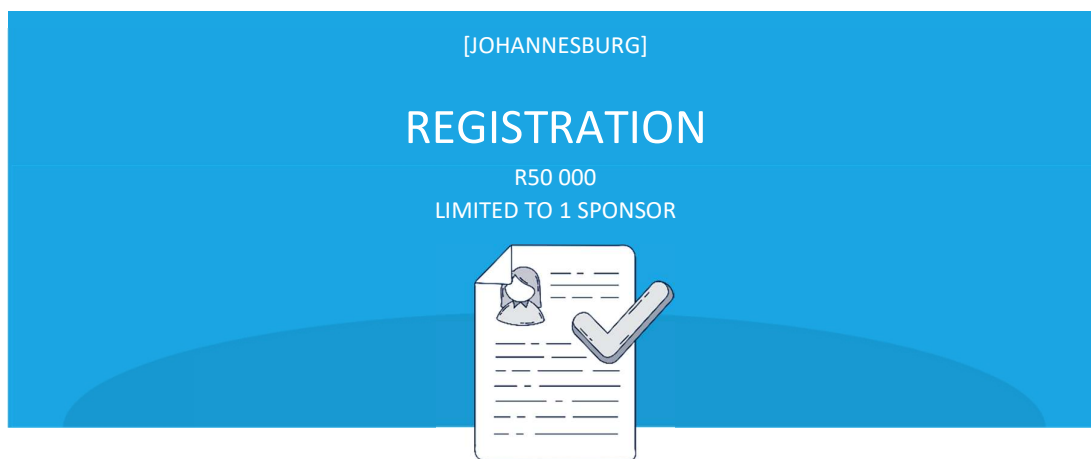 [JOHANNESBURG]
REGISTRATION
R50 000
LIMITED TO 1 SPONSOR